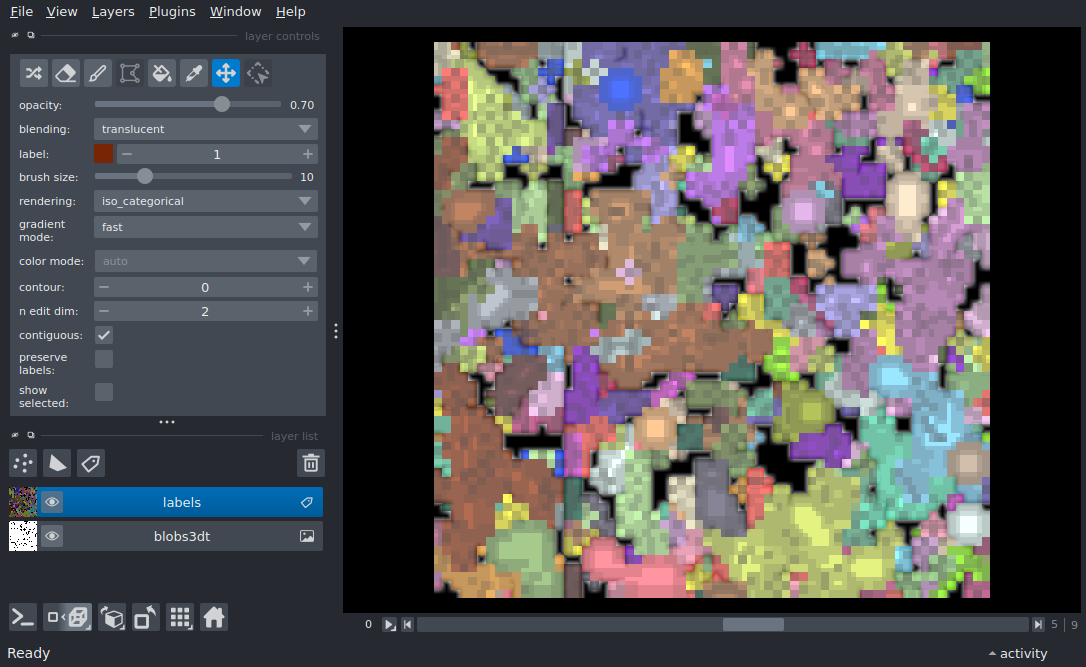 File View Layers Plugins Window Help
layer controls
opacity: 0.70
blending: translucent
label: 1
brush size: 10
rendering: iso_categorical
gradient
mode: fast
color mode: auto
contour: 0
n edit dim: 2
contiguous:
preserve
labels:
show
selected:
layer list
labels
blobs3dt
0 5 | 9
Ready activity